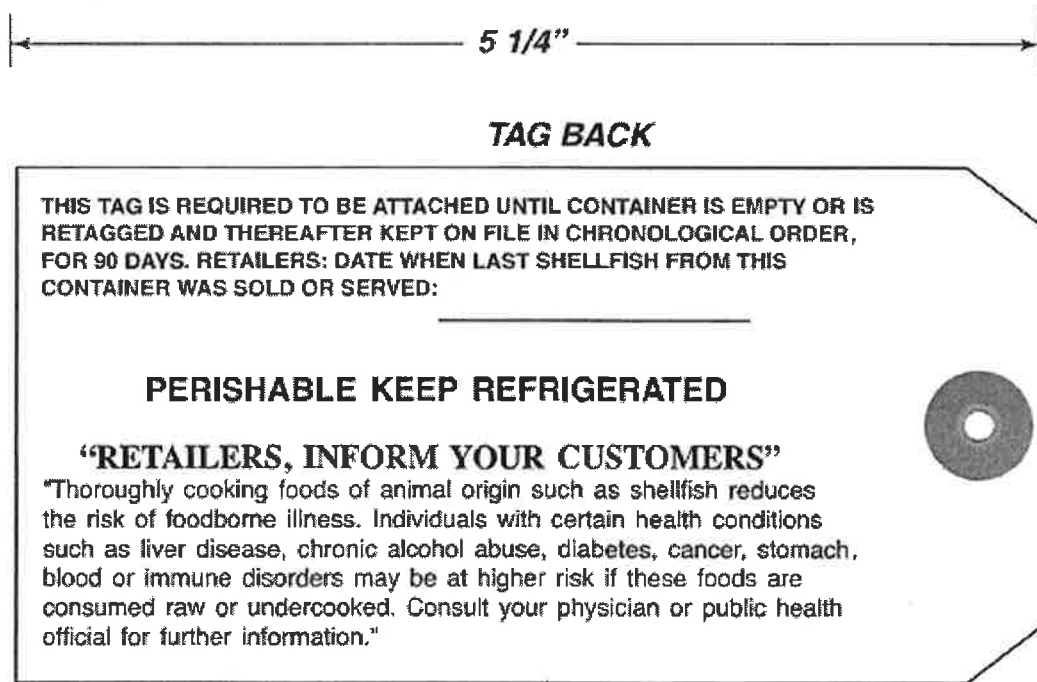 5 1/4"
TAG BACK
THIS TAG IS REQUIRED TO BE ATTACHED UNTIL CONTAINER IS EMPTY OR IS
RETAGGED AND THEREAFTER KEPT ON FILE IN CHRONOLOGICAL ORDER,
FOR 90 DAYS. RETAILERS: DATE WHEN LAST SHELLFISH FROM THIS
CONTAINER WAS SOLD OR SERVED:
PERISHABLE KEEP REFRIGERATED
“RETAILERS, INFORM YOUR CUSTOMERS”
"Thoroughly cooking foods of animal origin such as shellfish reduces
the risk of foodborne illness. Individuals with certain health conditions
such as liver disease, chronic alcohol abuse, diabetes, cancer, stomach,
blood or immune disorders may be at higher risk if these foods are
consumed raw or undercooked. Consult your physician or public health
official for further information."